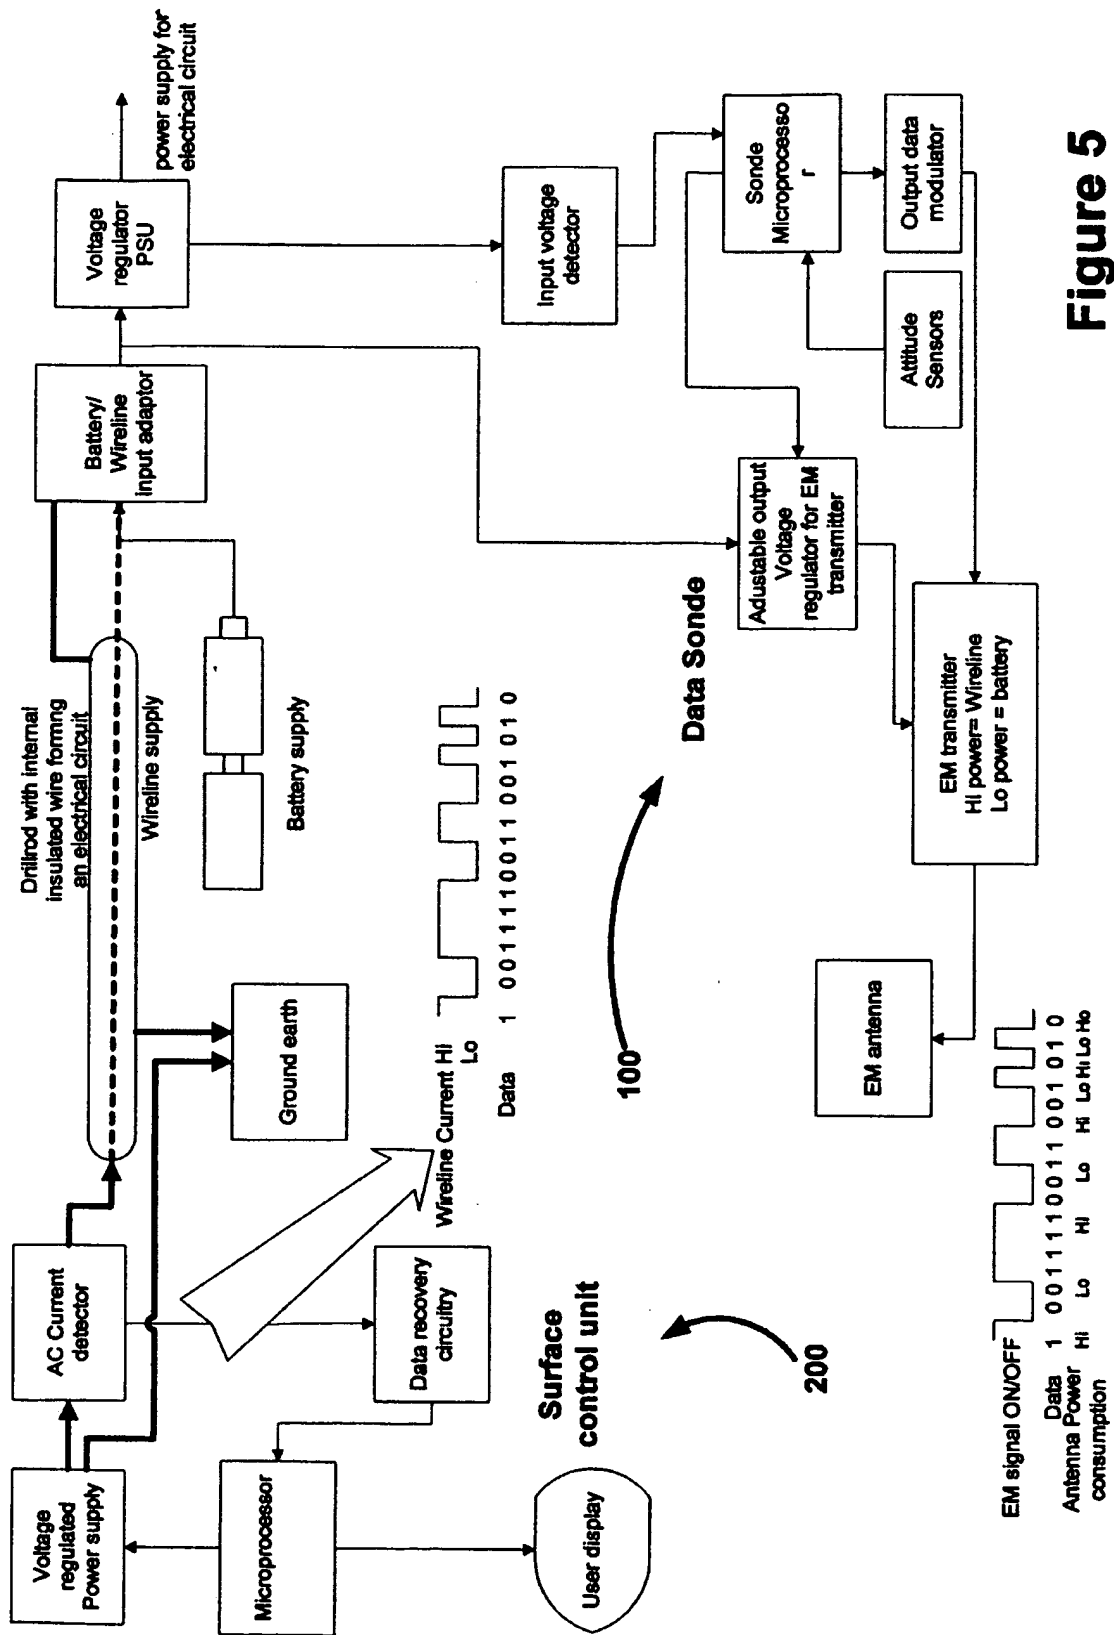 Voltage
regulated
Power supply
AC Current
detector
Drillrod with internal
insulated wire forming
an electrical circuit
Wireline supply
Battery/
Wireline
input adaptor
Voltage
regulator
PSU
power supply for
electrical circuit
Ground earth
Battery supply
Microprocessor
Data recovery
circuitry
User display
Surface
control unit
200
Wireline Current Hi
Lo
Data 1 0 0 1 1 1 1 0 0 1 1 0 0 1 0 1 0
100
Data Sonde
Input voltage
detector
Sonde
Microprocesso
r
Adustable output
Voltage
regulator for EM
transmitter
Attitude
Sensors
Output data
modulator
EM transmitter
Hi power= Wireline
Lo power = battery
EM antenna
EM signal ON/OFF
Data 1 0 0 1 1 1 1 0 0 1 1 0 0 1 0 1 0
Antenna Power Hi Lo Hi Lo Hi Lo Hi Lo Ho
consumption
Figure 5